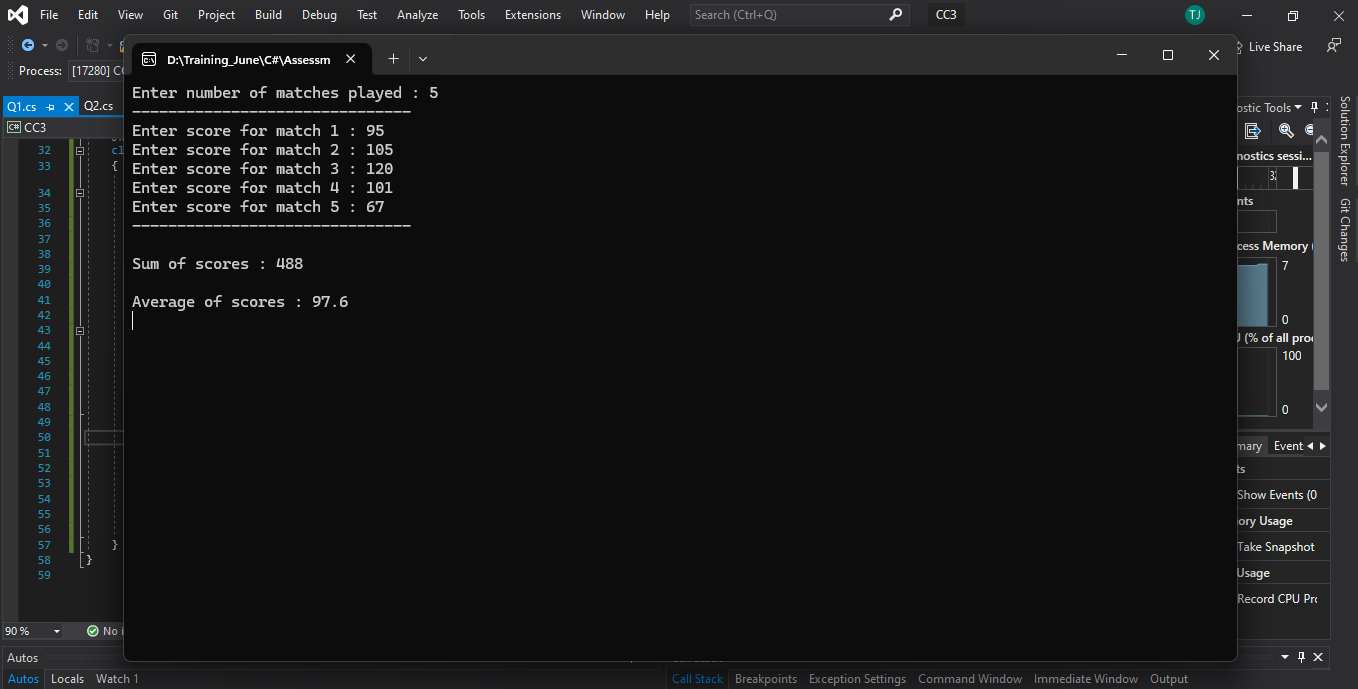 File Edit View Git Project Build Debug Test Analyze Tools Extensions Window Help Search (Ctrl+Q) CC3 TJ
Live Share
Process: [17280] CC
D:\Training_June\C#\Assessm
Q1.cs Q2.cs
CC3
Enter number of matches played : 5
-------------------------------
Enter score for match 1 : 95
Enter score for match 2 : 105
Enter score for match 3 : 120
Enter score for match 4 : 101
Enter score for match 5 : 67
-------------------------------
Sum of scores : 488
Average of scores : 97.6
32 cl
33 {
34
35
36
37
38
39
40
41
42
43
44
45
46
47
48
49
50
51
52
53
54
55
56
57 }
58 }
59
90 % No i
ostic Tools
nostics sessi...
nts
cess Memory (
7
0
U (% of all proc
100
0
mary Event
ts
Show Events (0
ory Usage
Take Snapshot
Usage
Record CPU Pro
Solution Explorer
Git Changes
Autos
Autos Locals Watch 1
Call Stack Breakpoints Exception Settings Command Window Immediate Window Output